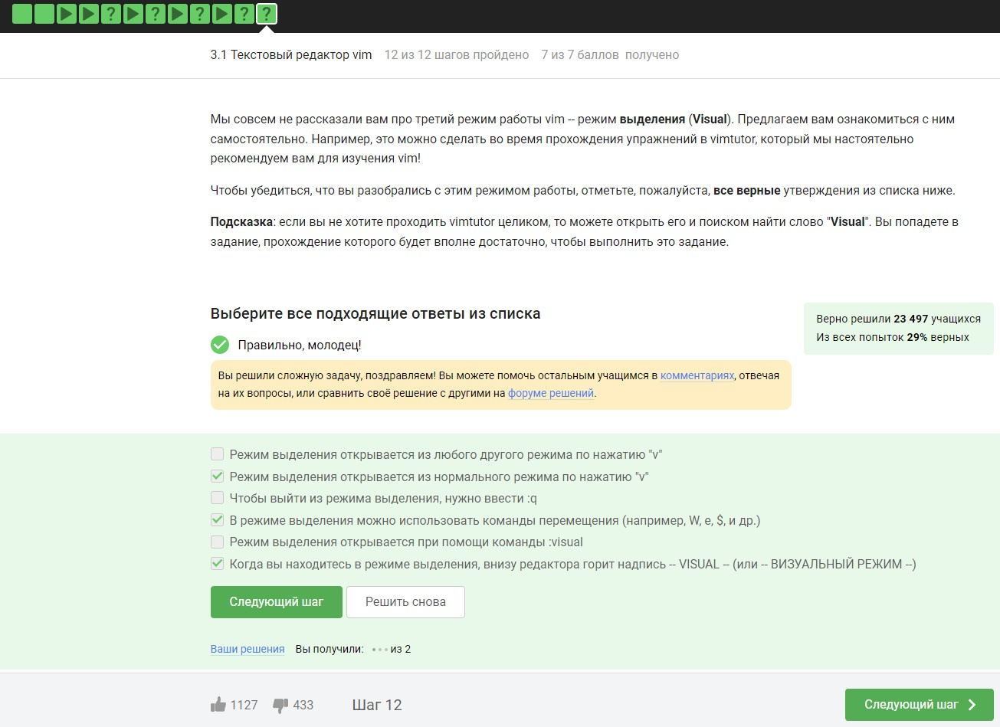 ? ? ? ? ?
3.1 Текстовый редактор vim 12 из 12 шагов пройдено 7 из 7 баллов получено
Мы совсем не рассказали вам про третий режим работы vim -- режим выделения (Visual). Предлагаем вам ознакомиться с ним
самостоятельно. Например, это можно сделать во время прохождения упражнений в vimtutor, который мы настоятельно
рекомендуем вам для изучения vim!
Чтобы убедиться, что вы разобрались с этим режимом работы, отметьте, пожалуйста, все верные утверждения из списка ниже.
Подсказка: если вы не хотите проходить vimtutor целиком, то можете открыть его и поиском найти слово "Visual". Вы попадете в
задание, прохождение которого будет вполне достаточно, чтобы выполнить это задание.
Выберите все подходящие ответы из списка
Верно решили 23 497 учащихся
Из всех попыток 29% верных
Правильно, молодец!
Вы решили сложную задачу, поздравляем! Вы можете помочь остальным учащимся в комментариях, отвечая
на их вопросы, или сравнить своё решение с другими на форуме решений.
Режим выделения открывается из любого другого режима по нажатию "v"
Режим выделения открывается из нормального режима по нажатию "v"
Чтобы выйти из режима выделения, нужно ввести :q
В режиме выделения можно использовать команды перемещения (например, W, e, $, и др.)
Режим выделения открывается при помощи команды :visual
Когда вы находитесь в режиме выделения, внизу редактора горит надпись -- VISUAL -- (или -- ВИЗУАЛЬНЫЙ РЕЖИМ --)
Следующий шаг Решить снова
Ваши решения Вы получили: из 2
1127 433 Шаг 12 Следующий шаг